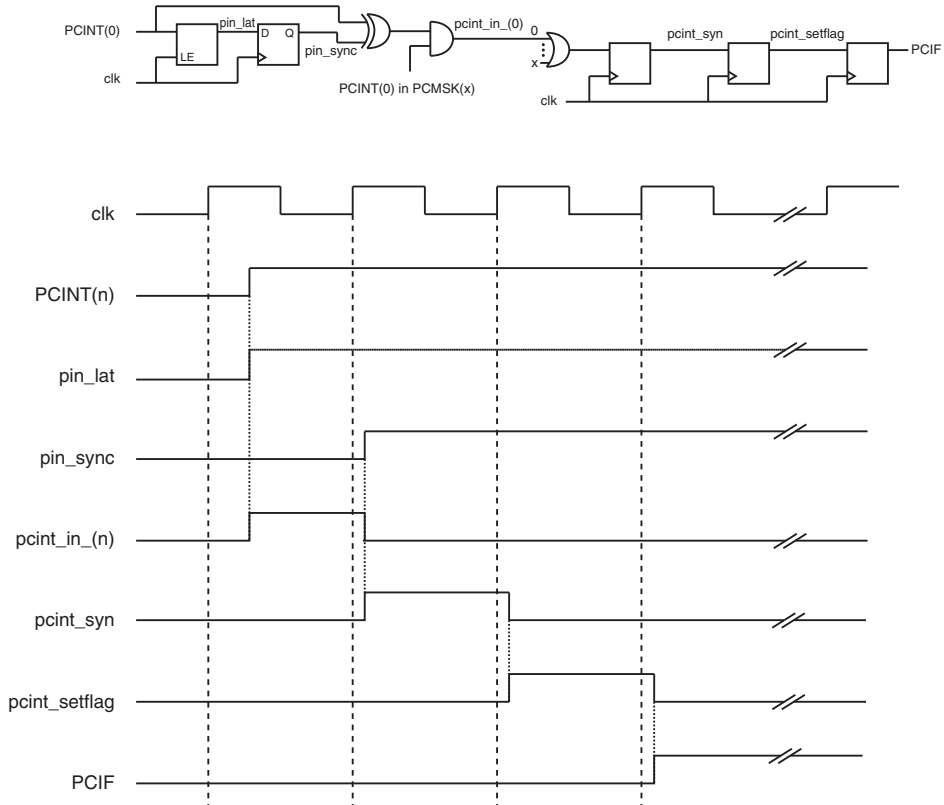 PCINT(0)
pin_lat
D Q
LE
pin_sync
clk
pcint_in_(0)
0
x
PCINT(0) in PCMSK(x)
pcint_syn
pcint_setflag
PCIF
clk
clk
PCINT(n)
pin_lat
pin_sync
pcint_in_(n)
pcint_syn
pcint_setflag
PCIF